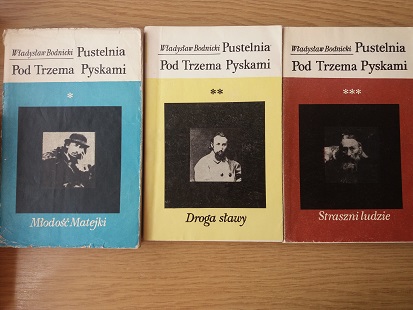 Władysław Bodnicki Pustelnia
Pod Trzema Pyskami
*
Młodość Matejki
Władysław Bodnicki Pustelnia
Pod Trzema Pyskami
**
Droga sławy
Władysław Bodnicki Pustelnia
Pod Trzema Pyskami
***
Straszni ludzie